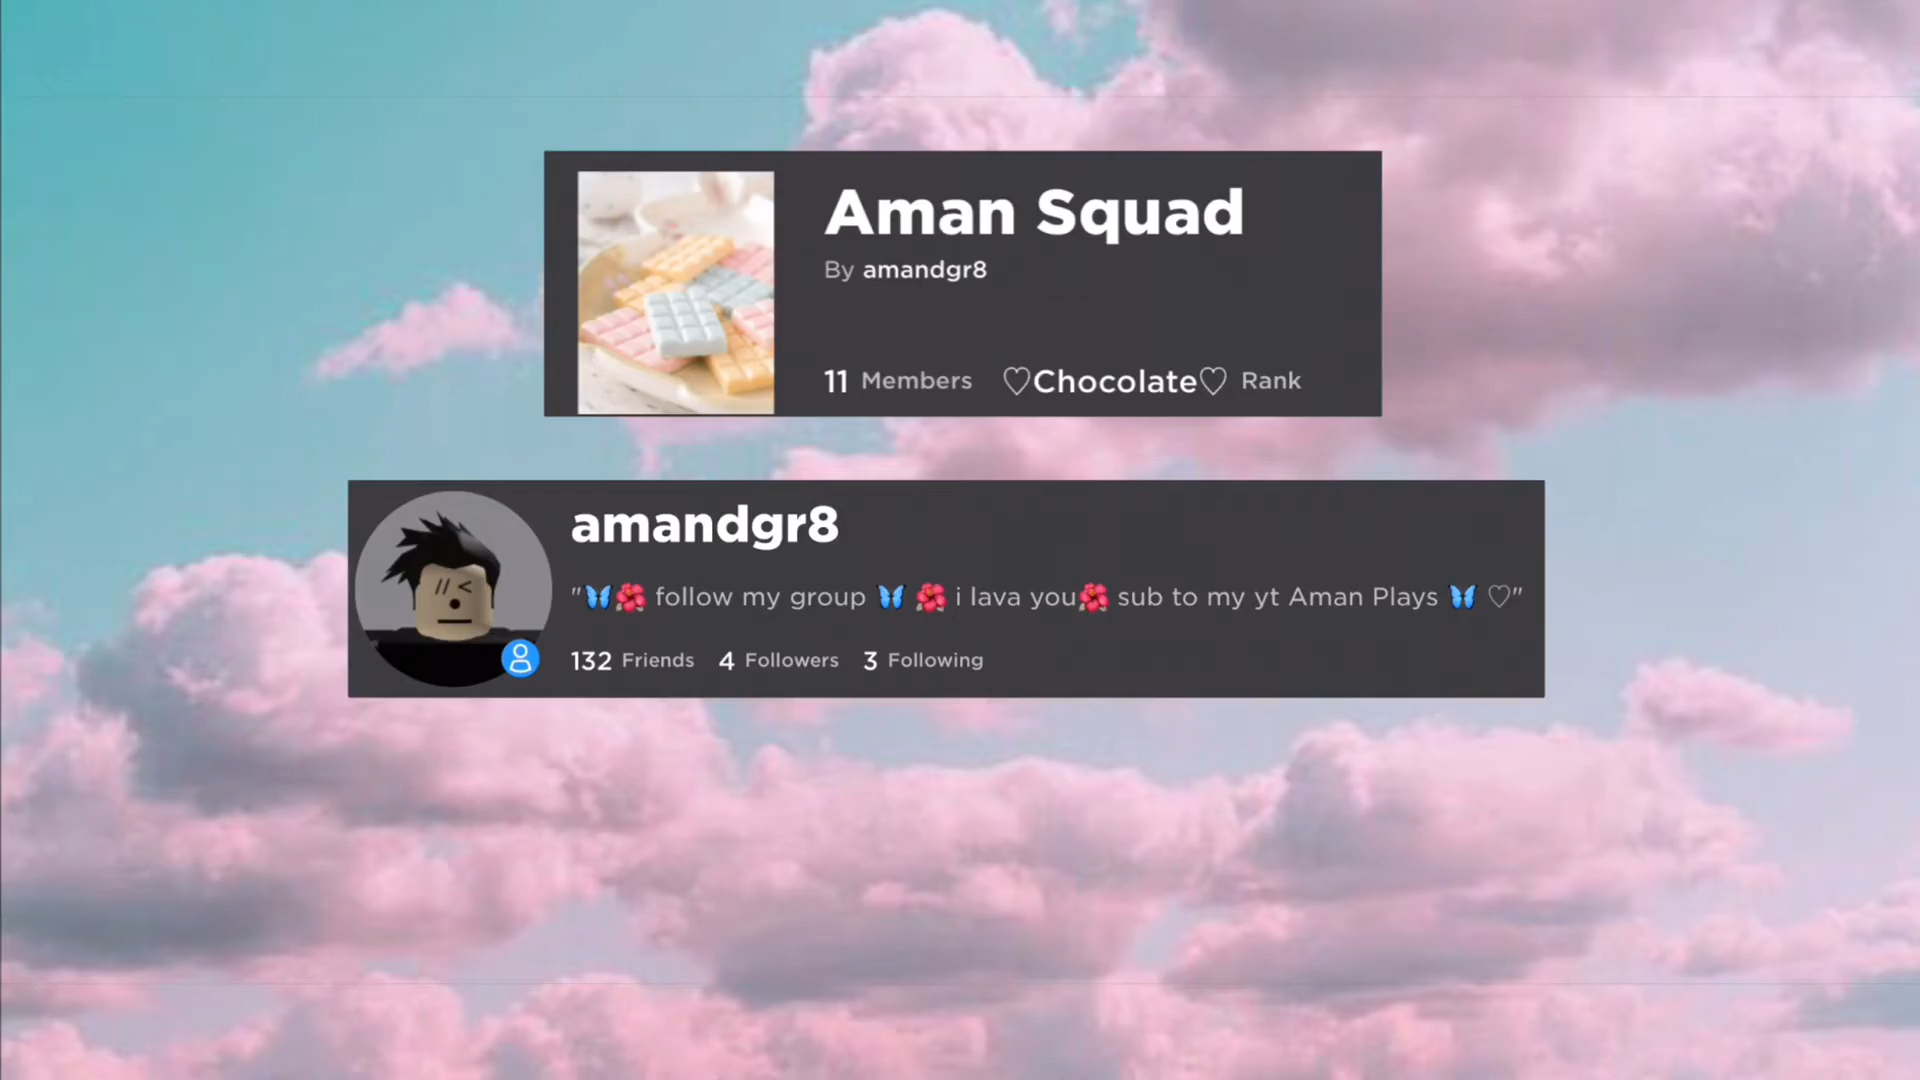 Aman Squad
By amandgr8
11 Members ♡Chocolate♡ Rank
amandgr8
"🦋🌺 follow my group 🦋 🌺 i lava you🌺 sub to my yt Aman Plays 🦋 ♡"
132 Friends 4 Followers 3 Following